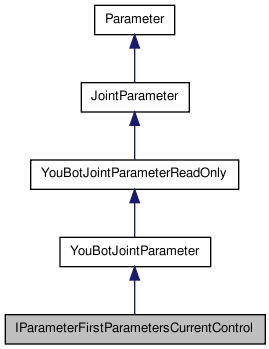 Parameter
JointParameter
YouBotJointParameterReadOnly
YouBotJointParameter
IParameterFirstParametersCurrentControl